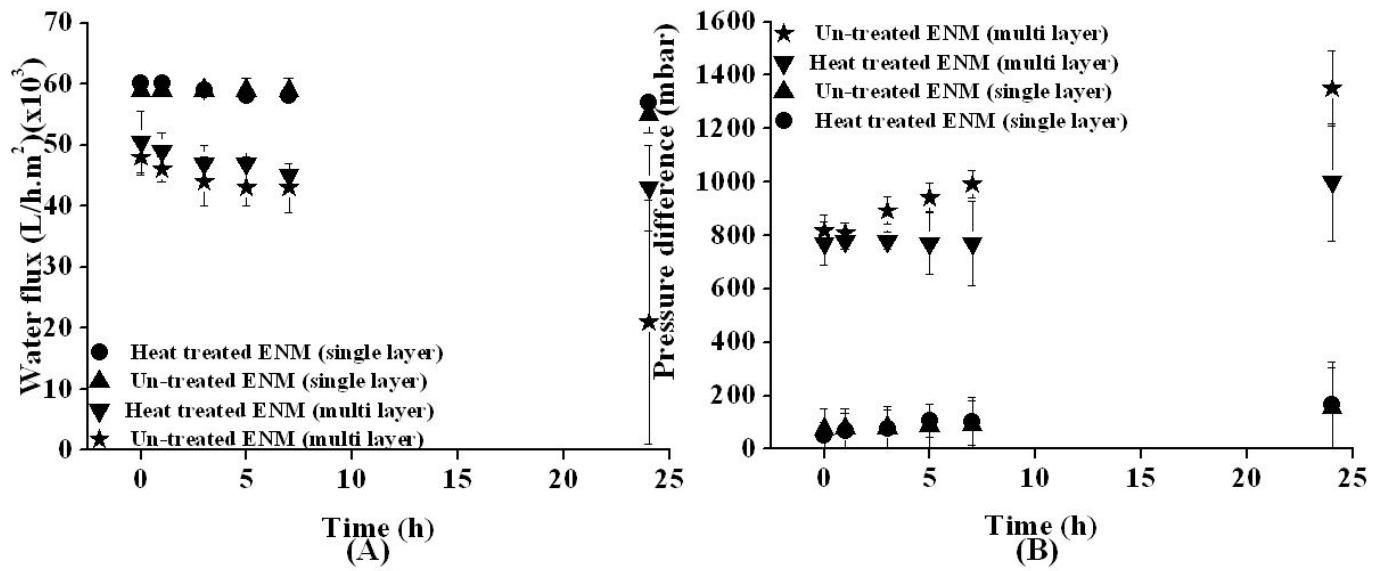 70
60
50
40
30
20
10
0
Water flux (L/h.m²)(x10³)
Heat treated ENM (single layer)
Un-treated ENM (single layer)
Heat treated ENM (multi layer)
Un-treated ENM (multi layer)
0 5 10 15 20 25
Time (h)
(A)
1600
1400
1200
1000
800
600
400
200
0
Pressure difference (mbar)
Un-treated ENM (multi layer)
Heat treated ENM (multi layer)
Un-treated ENM (single layer)
Heat treated ENM (single layer)
0 5 10 15 20 25
Time (h)
(B)